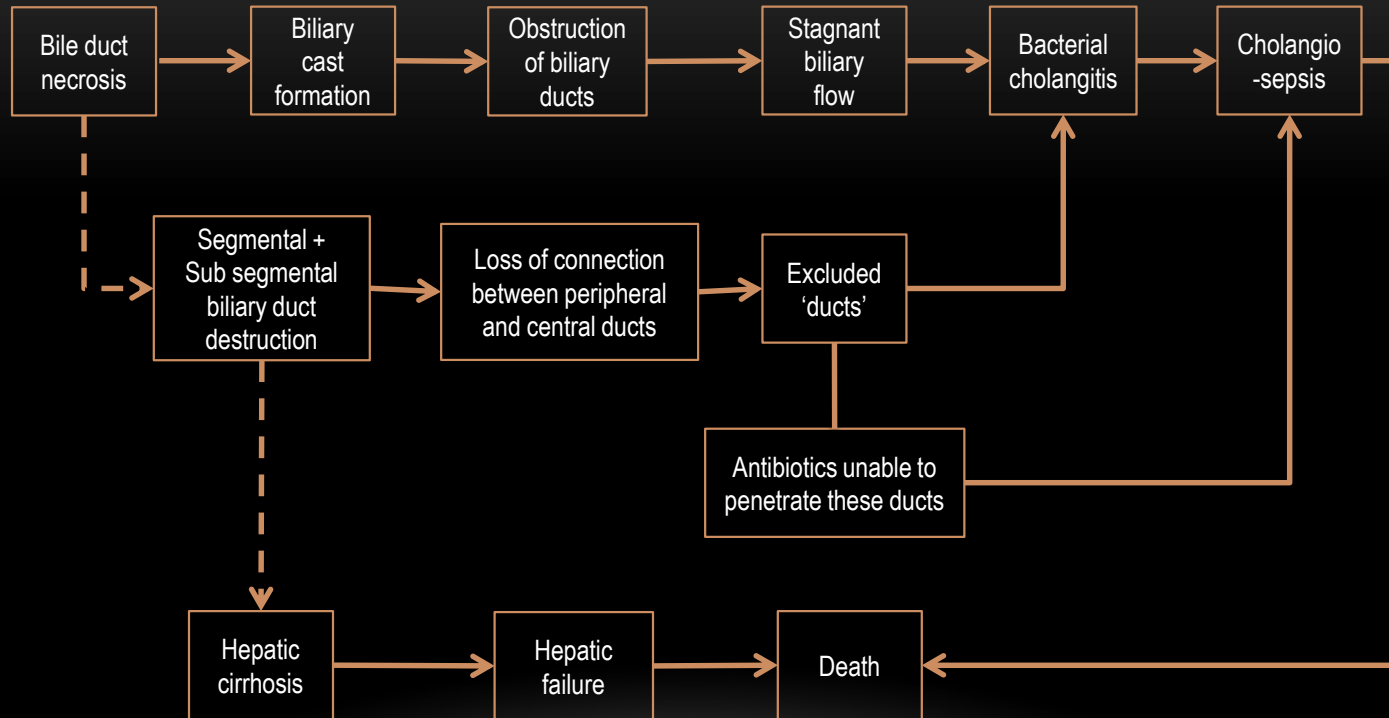 Bile duct
necrosis
Biliary
cast
formation
Obstruction
of biliary
ducts
Stagnant
biliary
flow
Bacterial
cholangitis
Cholangio
-sepsis
Segmental +
Sub segmental
biliary duct
destruction
Loss of connection
between peripheral
and central ducts
Excluded
‘ducts’
Antibiotics unable to
penetrate these ducts
Hepatic
cirrhosis
Hepatic
failure
Death